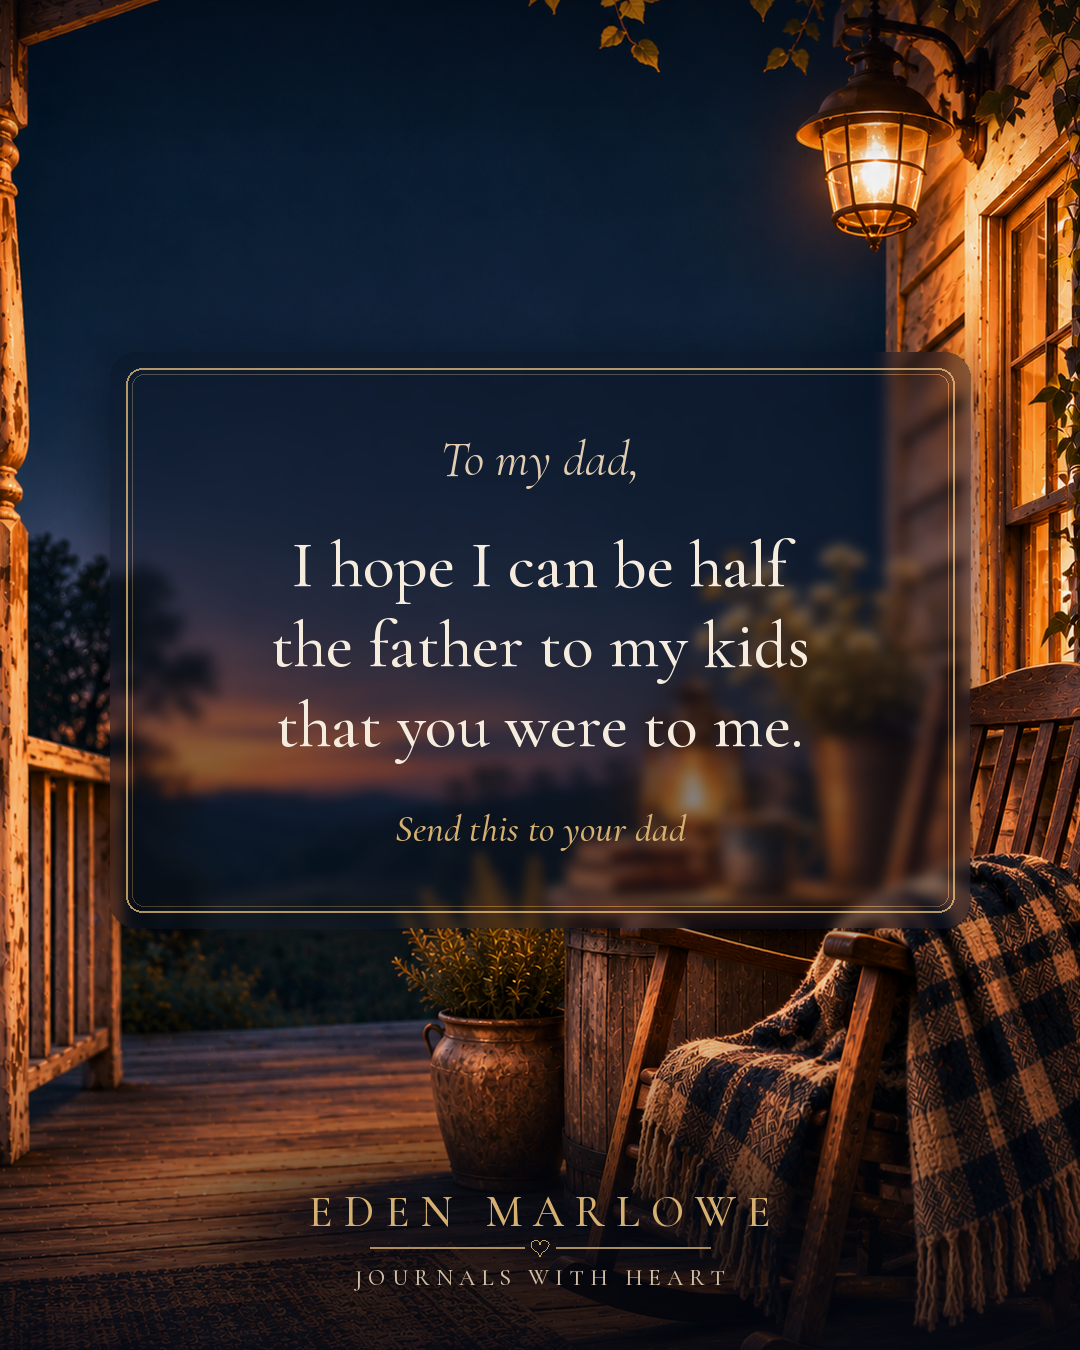 To my dad,
I hope I can be half
the father to my kids
that you were to me.
Send this to your dad
EDEN MARLOWE
JOURNALS WITH HEART